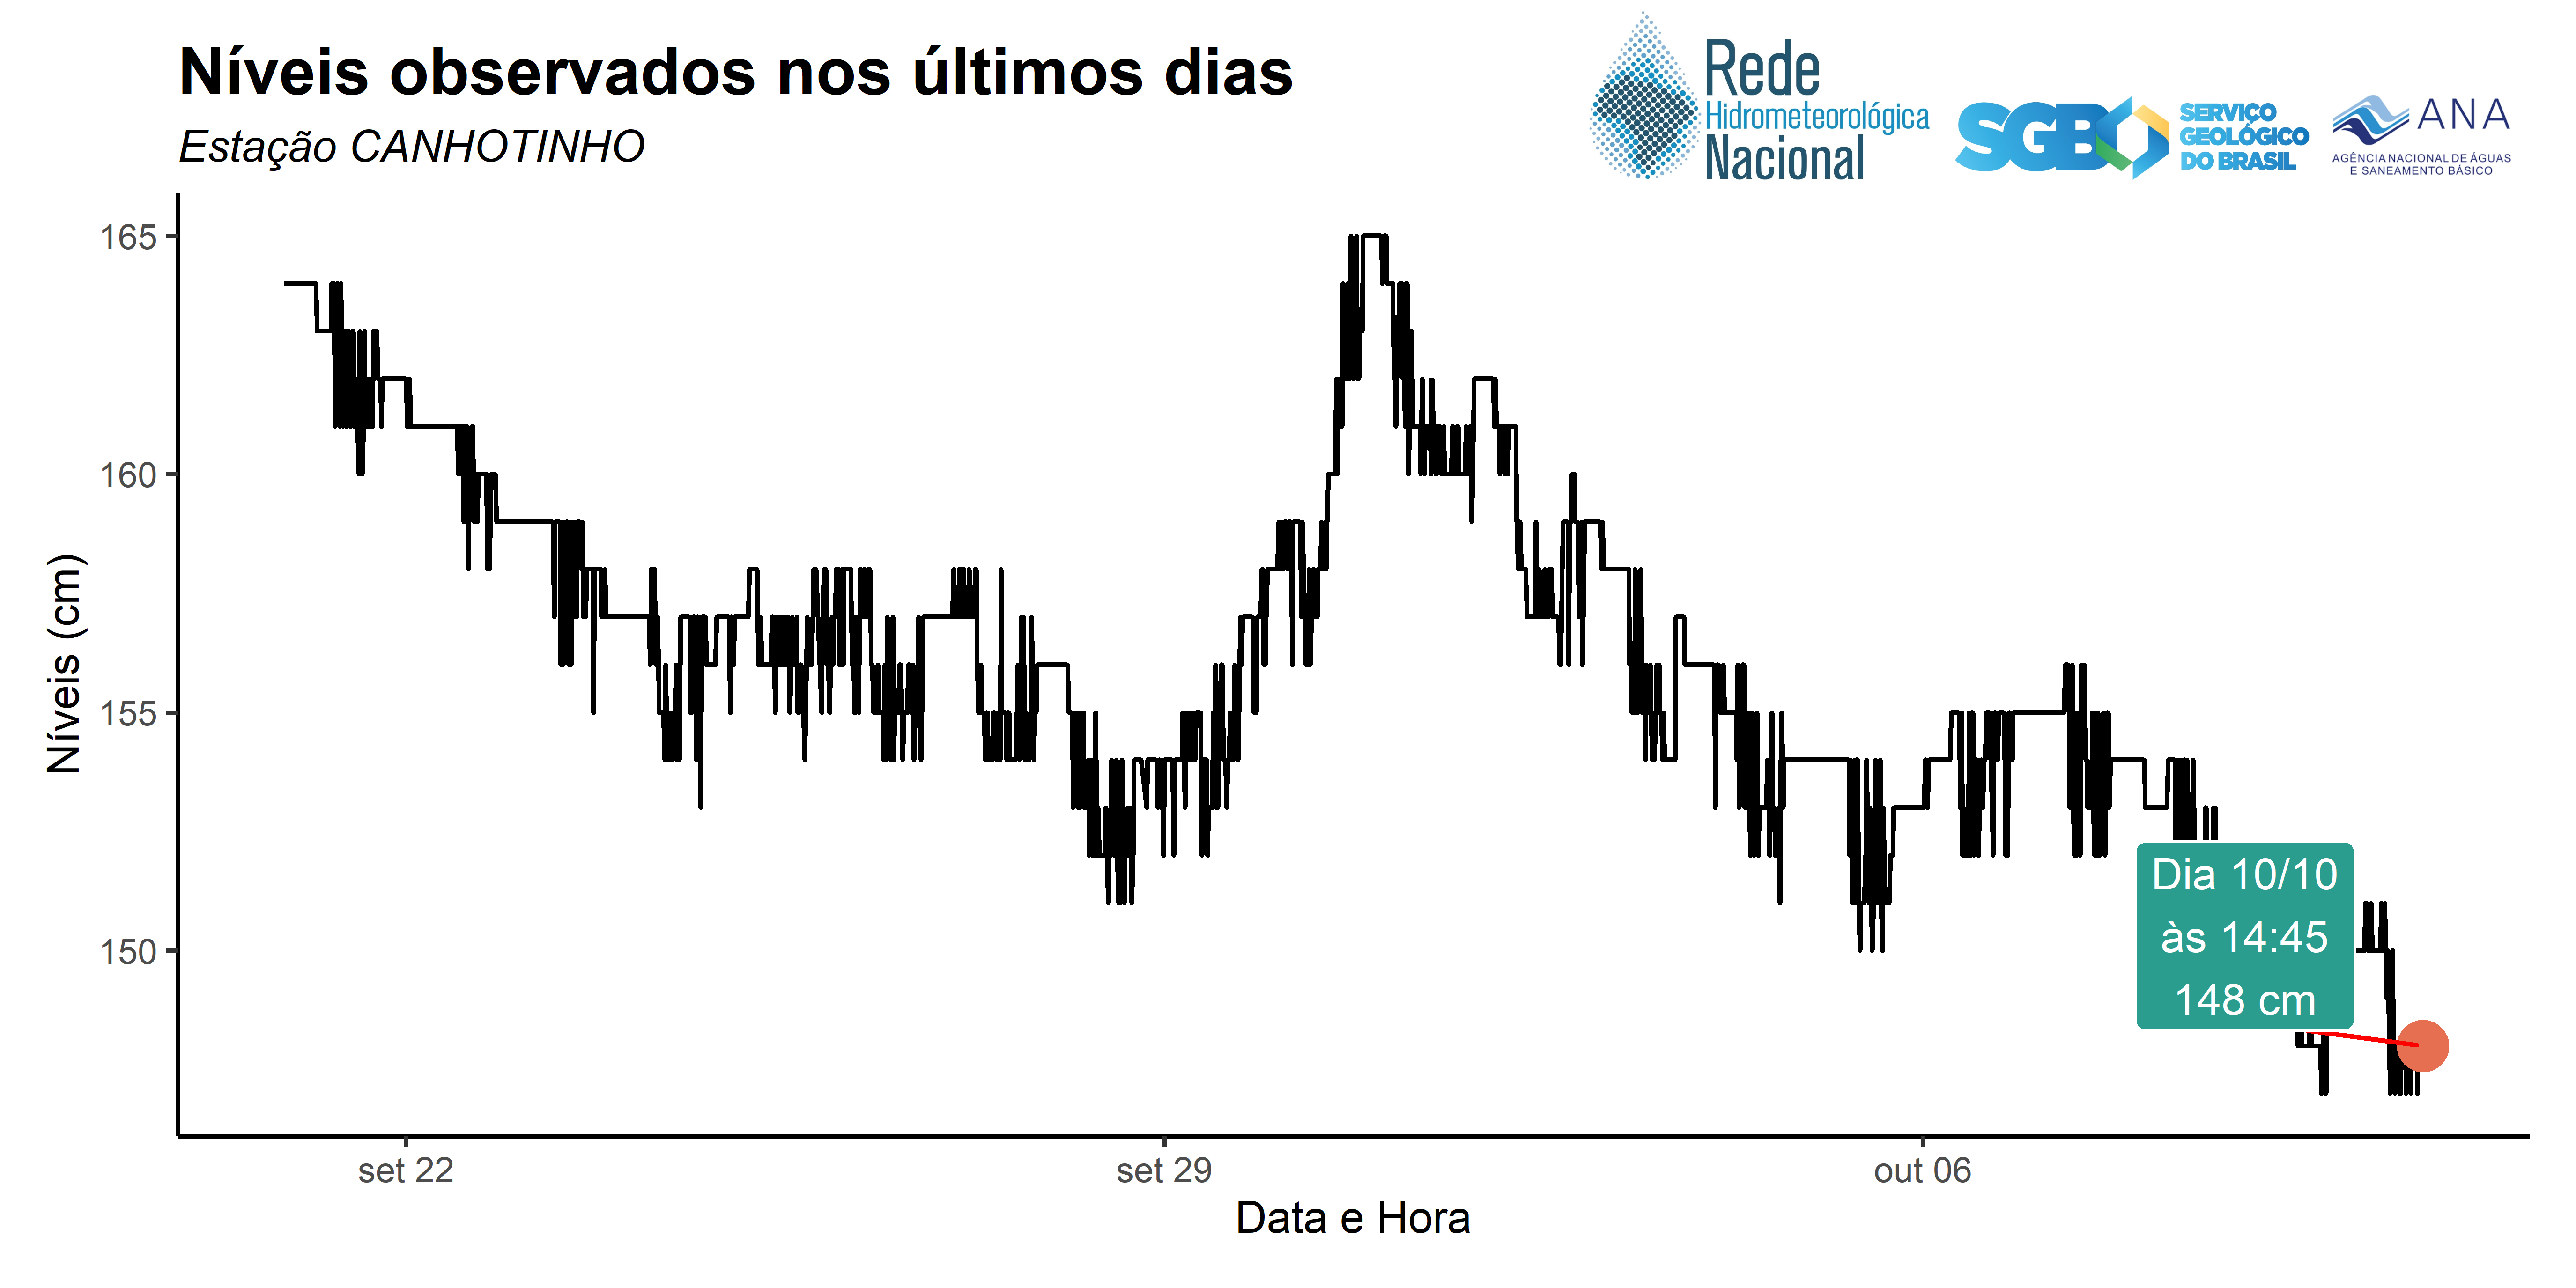 Níveis observados nos últimos dias
Estação CANHOTINHO
Rede
Hidrometeorológica
Nacional
SGB
SERVIÇO
GEOLÓGICO
DO BRASIL
ANA
AGÊNCIA NACIONAL DE ÁGUAS
E SANEAMENTO BÁSICO
165
160
155
150
Níveis (cm)
Dia 10/10
às 14:45
148 cm
set 22
set 29
out 06
Data e Hora